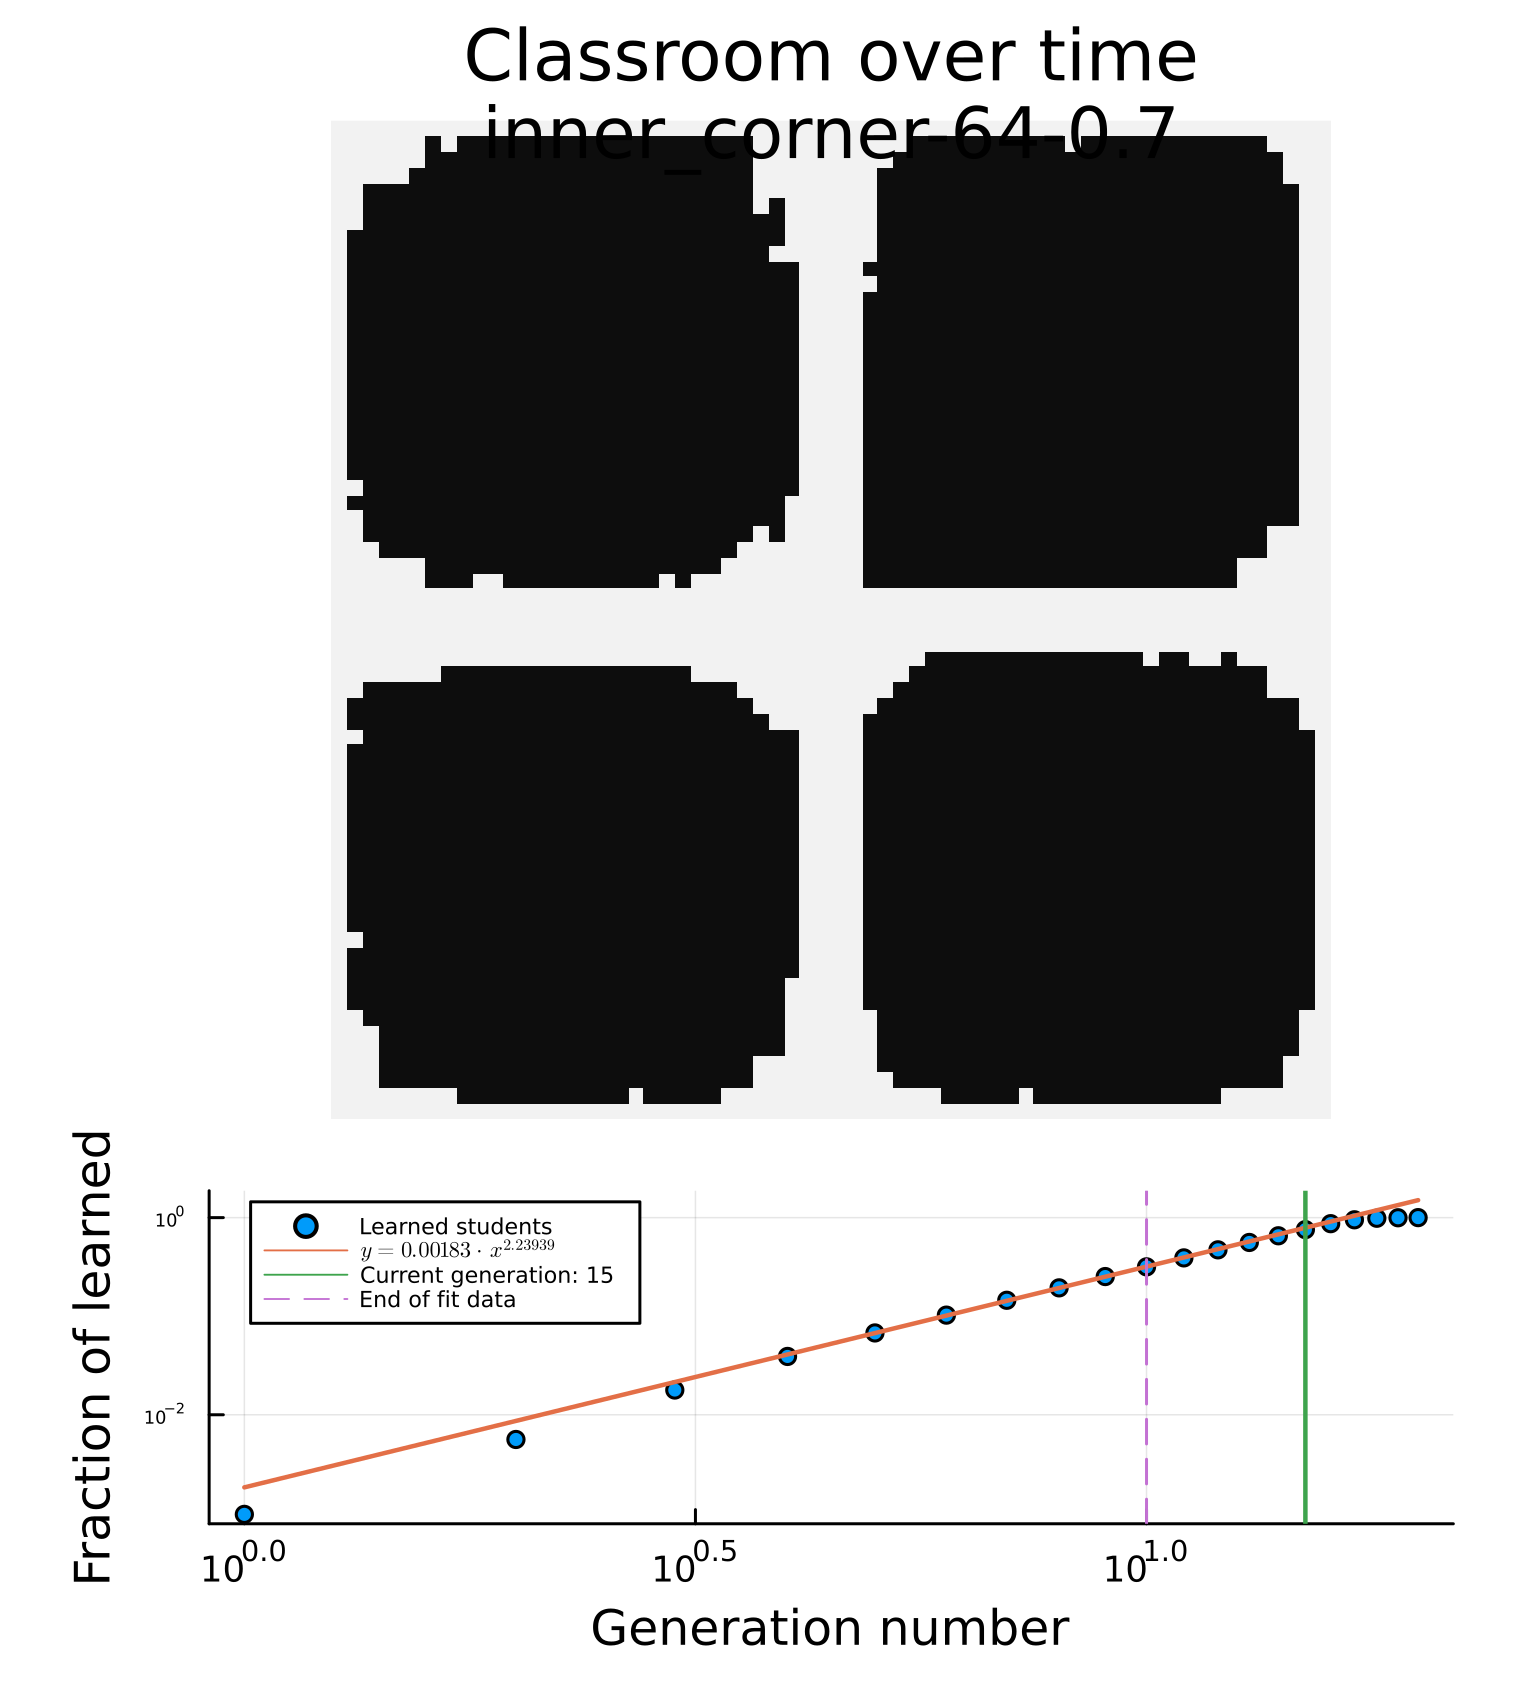 Classroom over time
inner_corner-64-0.7
Fraction of learned
10^0
10^−2
Learned students
y = 0.00183 · x^2.23939
Current generation: 15
End of fit data
10^0.0
10^0.5
10^1.0
Generation number